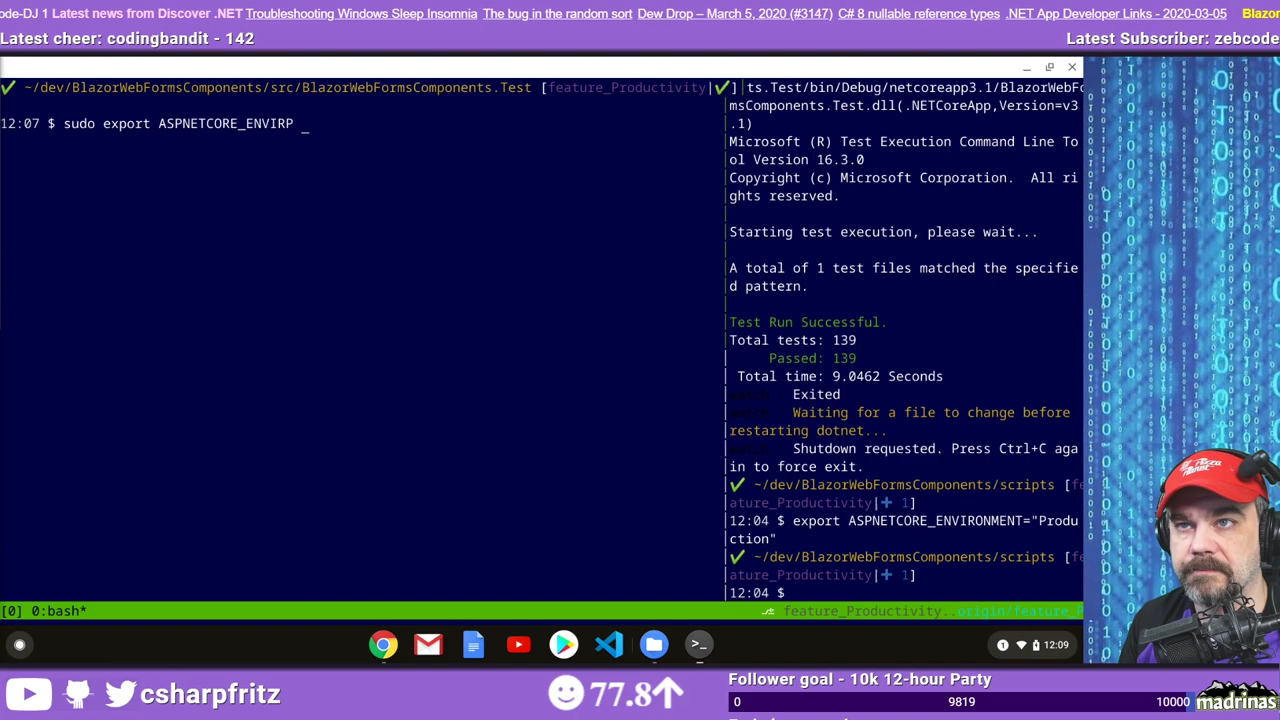 ode-DJ 1 Latest news from Discover .NET Troubleshooting Windows Sleep Insomnia The bug in the random sort Dew Drop – March 5, 2020 (#3147) C# 8 nullable reference types .NET App Developer Links - 2020-03-05 Blazor
Latest cheer: codingbandit - 142
Latest Subscriber: zebcode
✔ ~/dev/BlazorWebFormsComponents/src/BlazorWebFormsComponents.Test [feature_Productivity|✔]
12:07 $ sudo export ASPNETCORE_ENVIRP _
ts.Test/bin/Debug/netcoreapp3.1/BlazorWebFo
msComponents.Test.dll(.NETCoreApp,Version=v3
.1)
Microsoft (R) Test Execution Command Line To
ol Version 16.3.0
Copyright (c) Microsoft Corporation.  All ri
ghts reserved.
Starting test execution, please wait...
A total of 1 test files matched the specifie
d pattern.
Test Run Successful.
Total tests: 139
Passed: 139
Total time: 9.0462 Seconds
watch : Exited
watch : Waiting for a file to change before
restarting dotnet...
Shutdown requested. Press Ctrl+C aga
in to force exit.
✔ ~/dev/BlazorWebFormsComponents/scripts [fe
ature_Productivity|✚ 1]
12:04 $ export ASPNETCORE_ENVIRONMENT="Produ
ction"
✔ ~/dev/BlazorWebFormsComponents/scripts [fe
ature_Productivity|✚ 1]
12:04 $
[0] 0:bash*
feature_Productivity..origin/feature_P
>_
1
12:09
csharpfritz
77.8
Follower goal - 10k 12-hour Party
0 9819 10000
madrinas